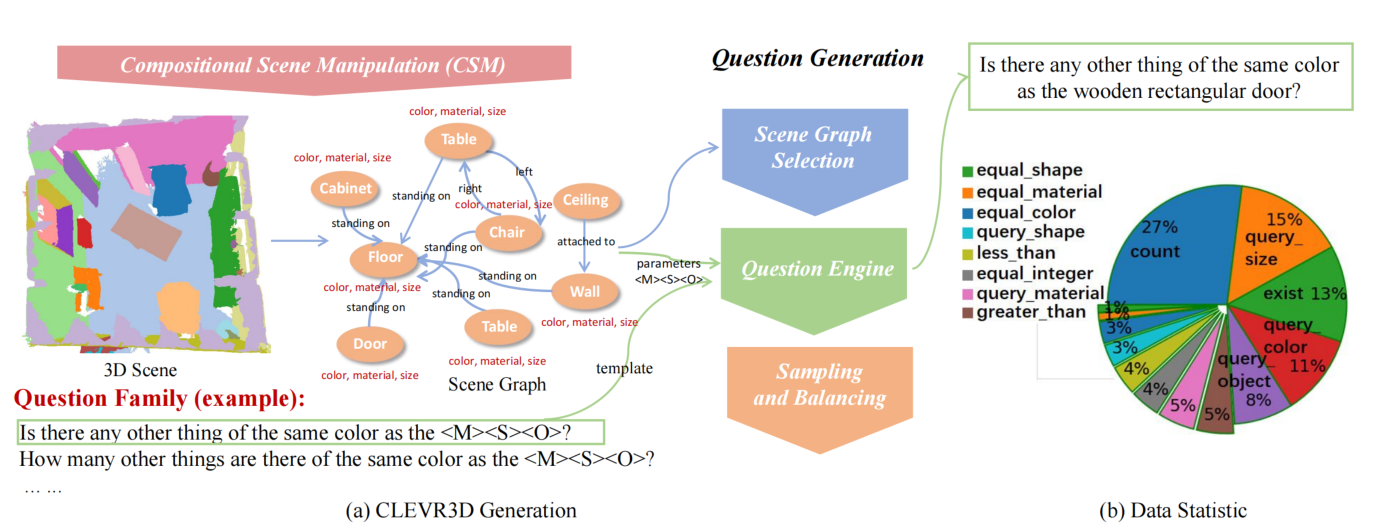 Compositional Scene Manipulation (CSM)
3D Scene
color, material, size
Table
color, material, size
Cabinet
standing on
left
right
color, material, size
Chair
Ceiling
standing on
standing on
attached to
Floor
standing on
color, material, size
Wall
standing on
standing on
color, material, size
Table
Door
color, material, size
color, material, size
Scene Graph
Question Family (example):
Is there any other thing of the same color as the <M><S><O>?
How many other things are there of the same color as the <M><S><O>?
... ...
parameters
<M><S><O>
template
Question Generation
Scene Graph
Selection
Question Engine
Sampling
and Balancing
(a) CLEVR3D Generation
Is there any other thing of the same color
as the wooden rectangular door?
equal_shape
equal_material
equal_color
query_shape
less_than
equal_integer
query_material
greater_than
27%
count
15%
query_
size
exist 13%
query_
color
11%
query_
object
8%
5%
5%
4%
4%
3%
3%
1%
1%
(b) Data Statistic